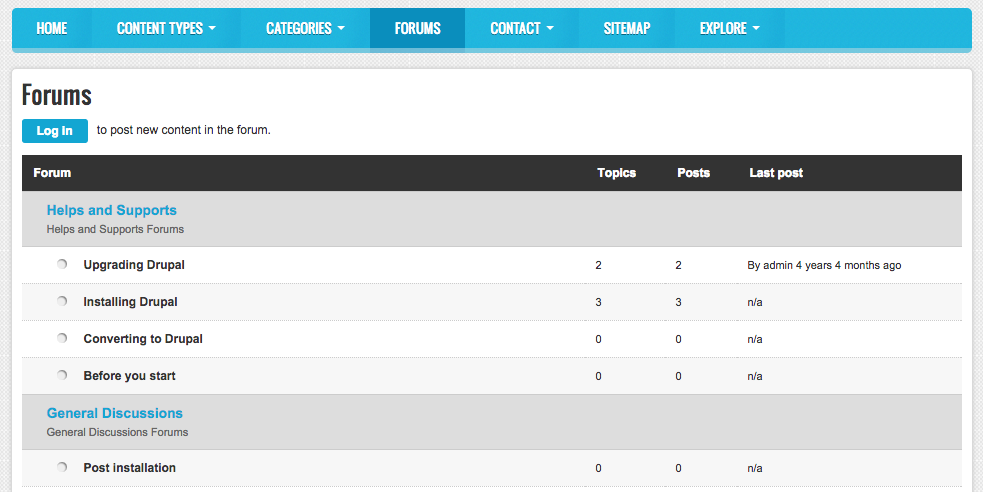 HOME CONTENT TYPES CATEGORIES FORUMS CONTACT SITEMAP EXPLORE
Forums
Log in to post new content in the forum.
Forum Topics Posts Last post
Helps and Supports
Helps and Supports Forums
Upgrading Drupal 2 2 By admin 4 years 4 months ago
Installing Drupal 3 3 n/a
Converting to Drupal 0 0 n/a
Before you start 0 0 n/a
General Discussions
General Discussions Forums
Post installation 0 0 n/a